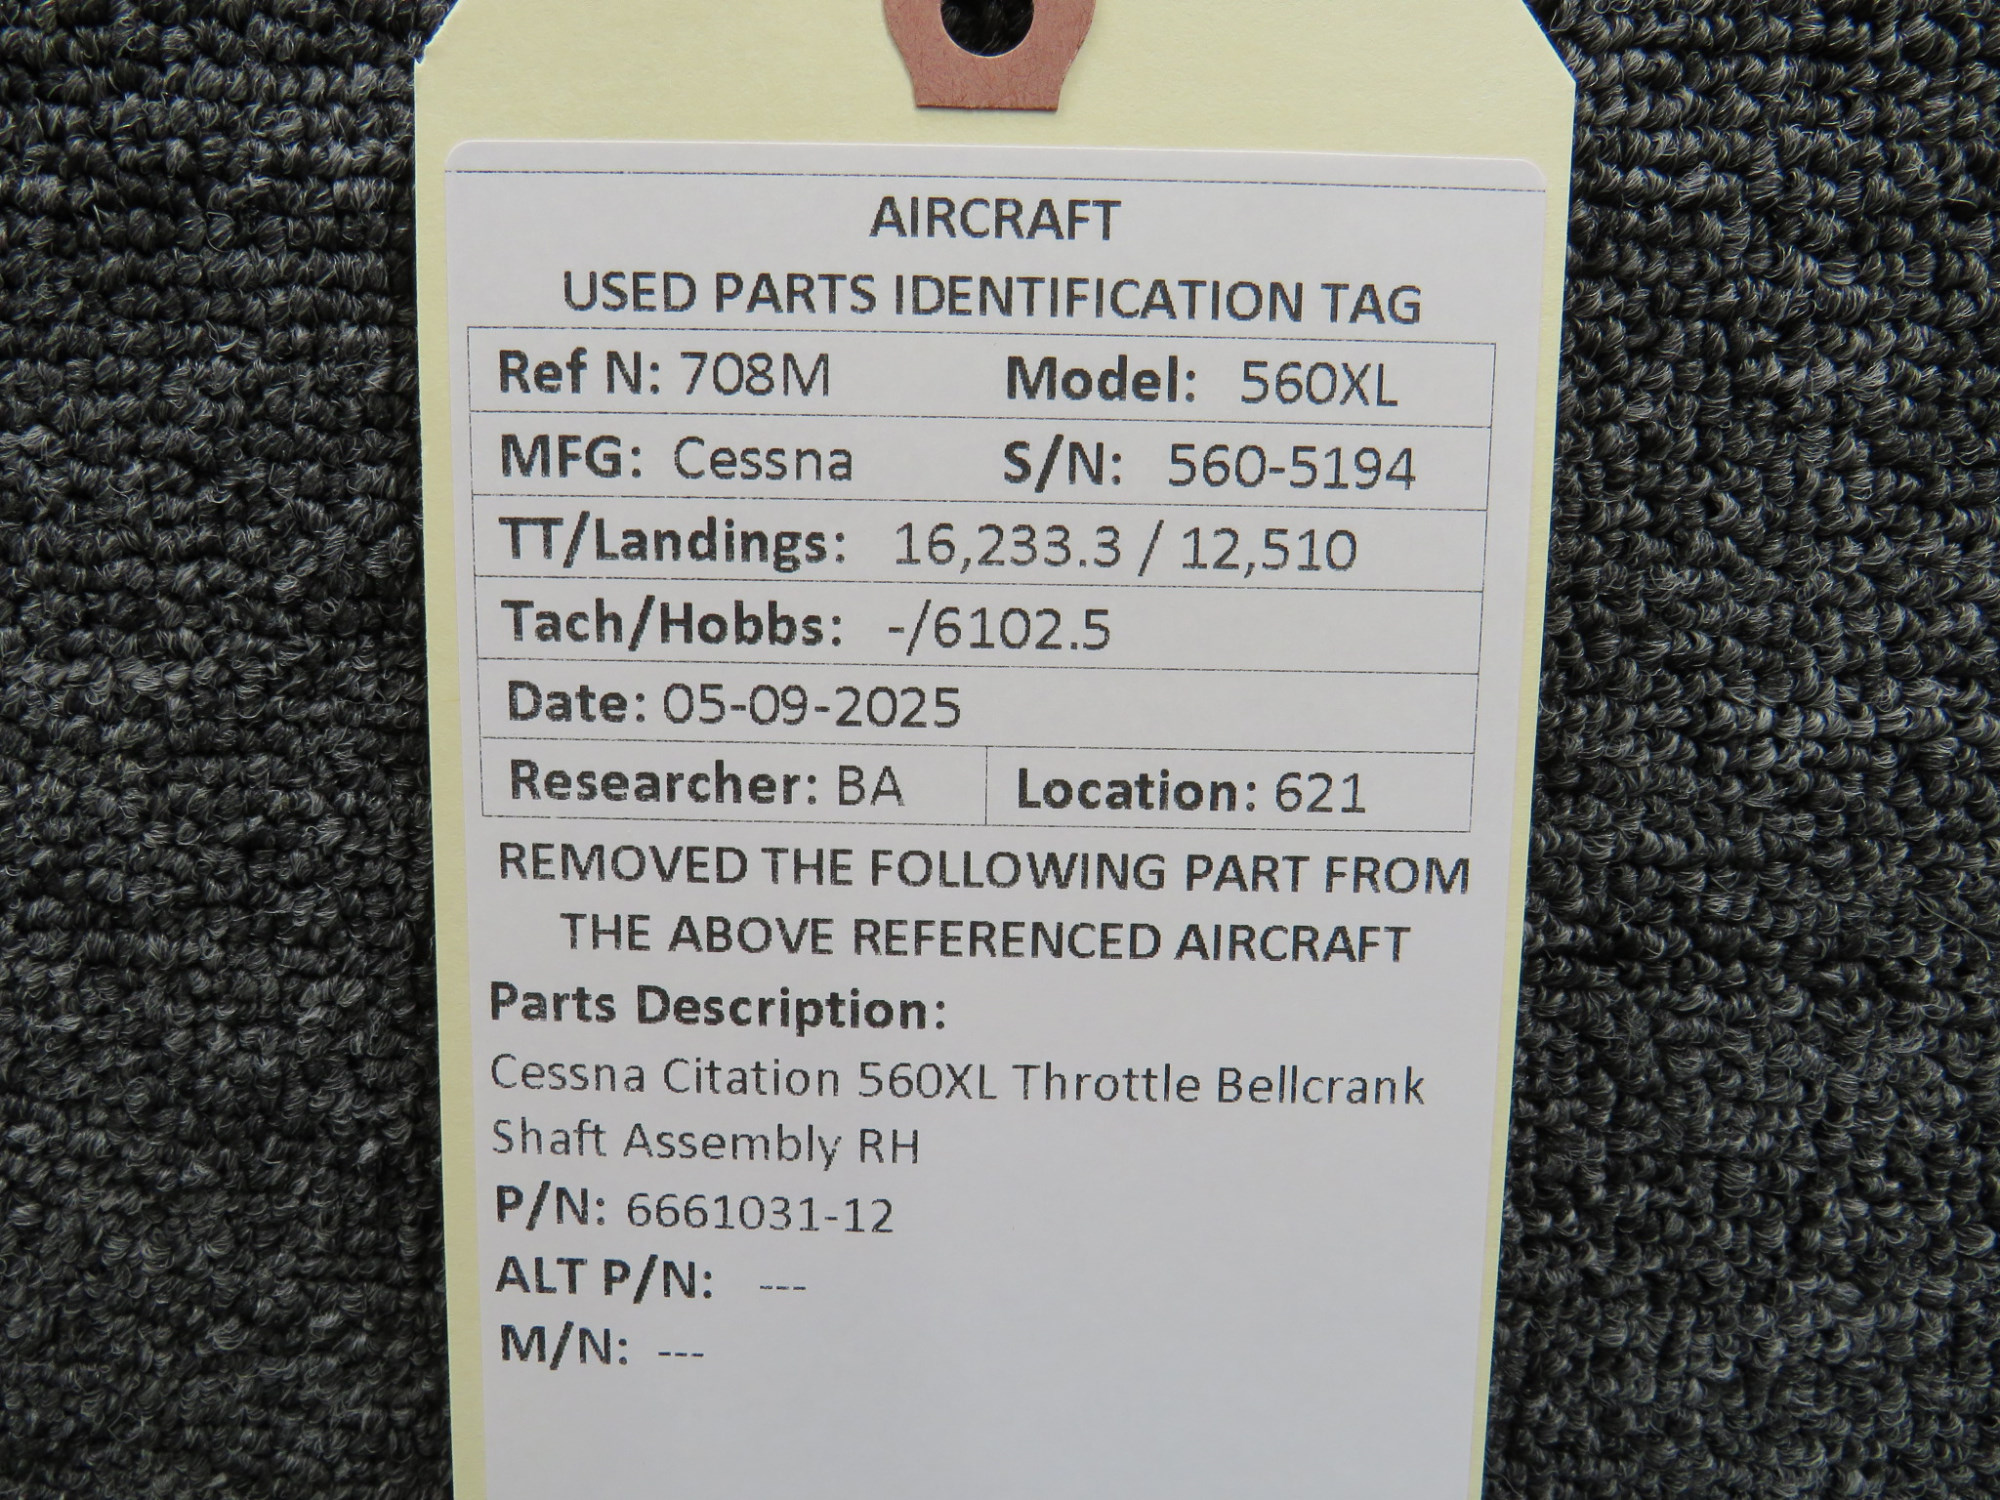 AIRCRAFT
USED PARTS IDENTIFICATION TAG
Ref N: 708M Model: 560XL
MFG: Cessna S/N: 560-5194
TT/Landings: 16,233.3 / 12,510
Tach/Hobbs: -/6102.5
Date: 05-09-2025
Researcher: BA Location: 621
REMOVED THE FOLLOWING PART FROM
THE ABOVE REFERENCED AIRCRAFT
Parts Description:
Cessna Citation 560XL Throttle Bellcrank
Shaft Assembly RH
P/N: 6661031-12
ALT P/N: ---
M/N: ---